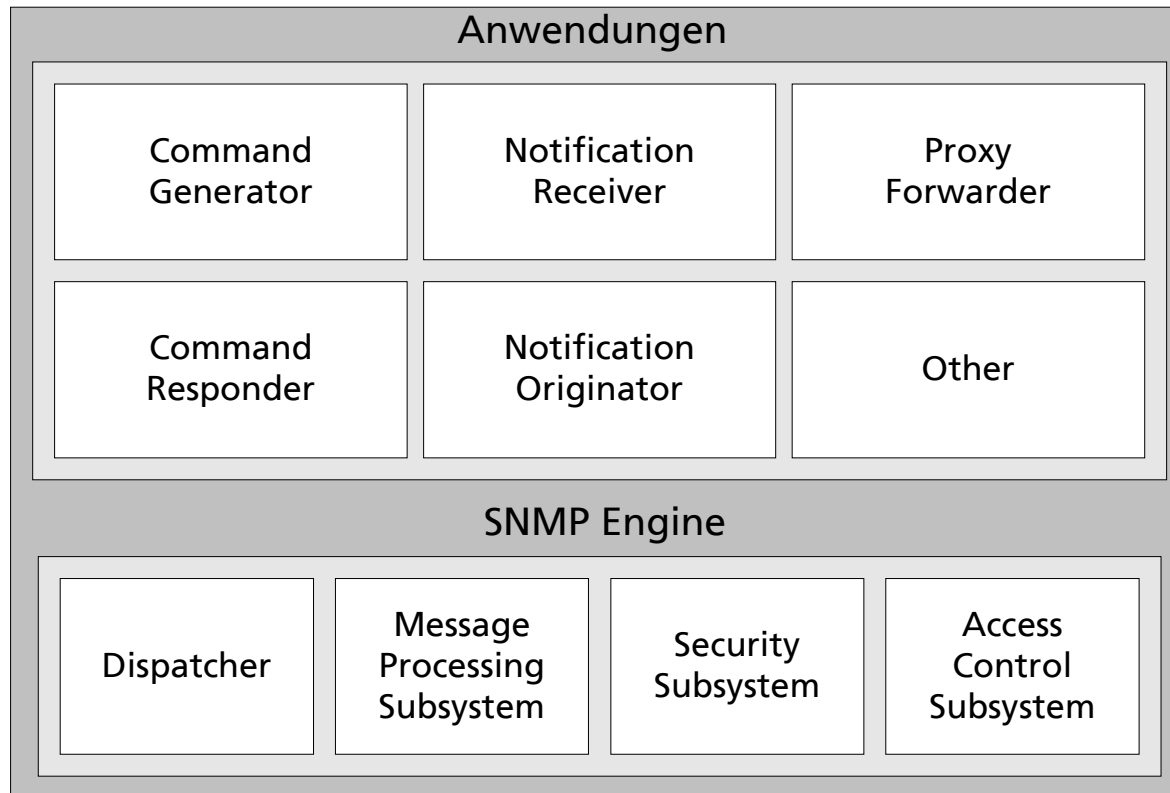 Anwendungen
Command
Generator
Notification
Receiver
Proxy
Forwarder
Command
Responder
Notification
Originator
Other
SNMP Engine
Dispatcher
Message
Processing
Subsystem
Security
Subsystem
Access
Control
Subsystem